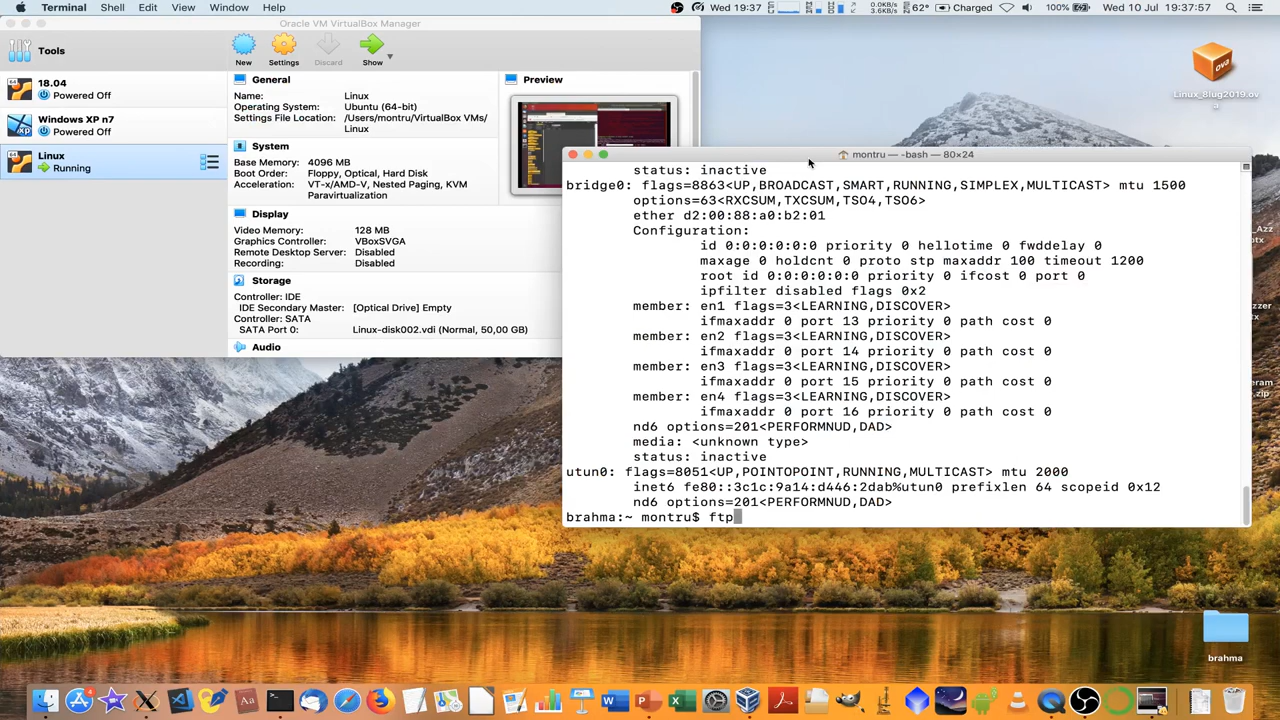 Terminal Shell Edit View Window Help
Wed 19:37 0.0KB/s 3.6KB/s 62° Charged 100% Wed 10 Jul 19:37:57
Oracle VM VirtualBox Manager
Tools
New Settings Discard Show
18.04
Powered Off
Windows XP n7
Powered Off
Linux
Running
General
Name: Linux
Operating System: Ubuntu (64-bit)
Settings File Location: /Users/montru/VirtualBox VMs/
Linux
System
Base Memory: 4096 MB
Boot Order: Floppy, Optical, Hard Disk
Acceleration: VT-x/AMD-V, Nested Paging, KVM
Paravirtualization
Display
Video Memory: 128 MB
Graphics Controller: VBoxSVGA
Remote Desktop Server: Disabled
Recording: Disabled
Storage
Controller: IDE
IDE Secondary Master: [Optical Drive] Empty
Controller: SATA
SATA Port 0: Linux-disk002.vdi (Normal, 50,00 GB)
Audio
Preview
montru — -bash — 80×24
status: inactive
bridge0: flags=8863<UP,BROADCAST,SMART,RUNNING,SIMPLEX,MULTICAST> mtu 1500
options=63<RXCSUM,TXCSUM,TSO4,TSO6>
ether d2:00:88:a0:b2:01
Configuration:
id 0:0:0:0:0:0 priority 0 hellotime 0 fwddelay 0
maxage 0 holdcnt 0 proto stp maxaddr 100 timeout 1200
root id 0:0:0:0:0:0 priority 0 ifcost 0 port 0
ipfilter disabled flags 0x2
member: en1 flags=3<LEARNING,DISCOVER>
ifmaxaddr 0 port 13 priority 0 path cost 0
member: en2 flags=3<LEARNING,DISCOVER>
ifmaxaddr 0 port 14 priority 0 path cost 0
member: en3 flags=3<LEARNING,DISCOVER>
ifmaxaddr 0 port 15 priority 0 path cost 0
member: en4 flags=3<LEARNING,DISCOVER>
ifmaxaddr 0 port 16 priority 0 path cost 0
nd6 options=201<PERFORMNUD,DAD>
media: <unknown type>
status: inactive
utun0: flags=8051<UP,POINTOPOINT,RUNNING,MULTICAST> mtu 2000
inet6 fe80::3c1c:9a14:d446:2dab%utun0 prefixlen 64 scopeid 0x12
nd6 options=201<PERFORMNUD,DAD>
brahma:~ montru$ ftp
ova
Linux_8lug2019.ov
a
_Azz
tx
zzer
tx
eram
.zip
brahma